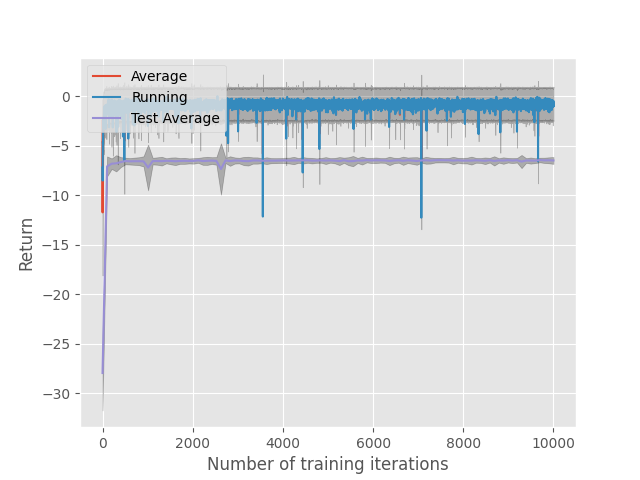 Average
Running
Test Average
0
−5
−10
−15
−20
−25
−30
Return
0
2000
4000
6000
8000
10000
Number of training iterations